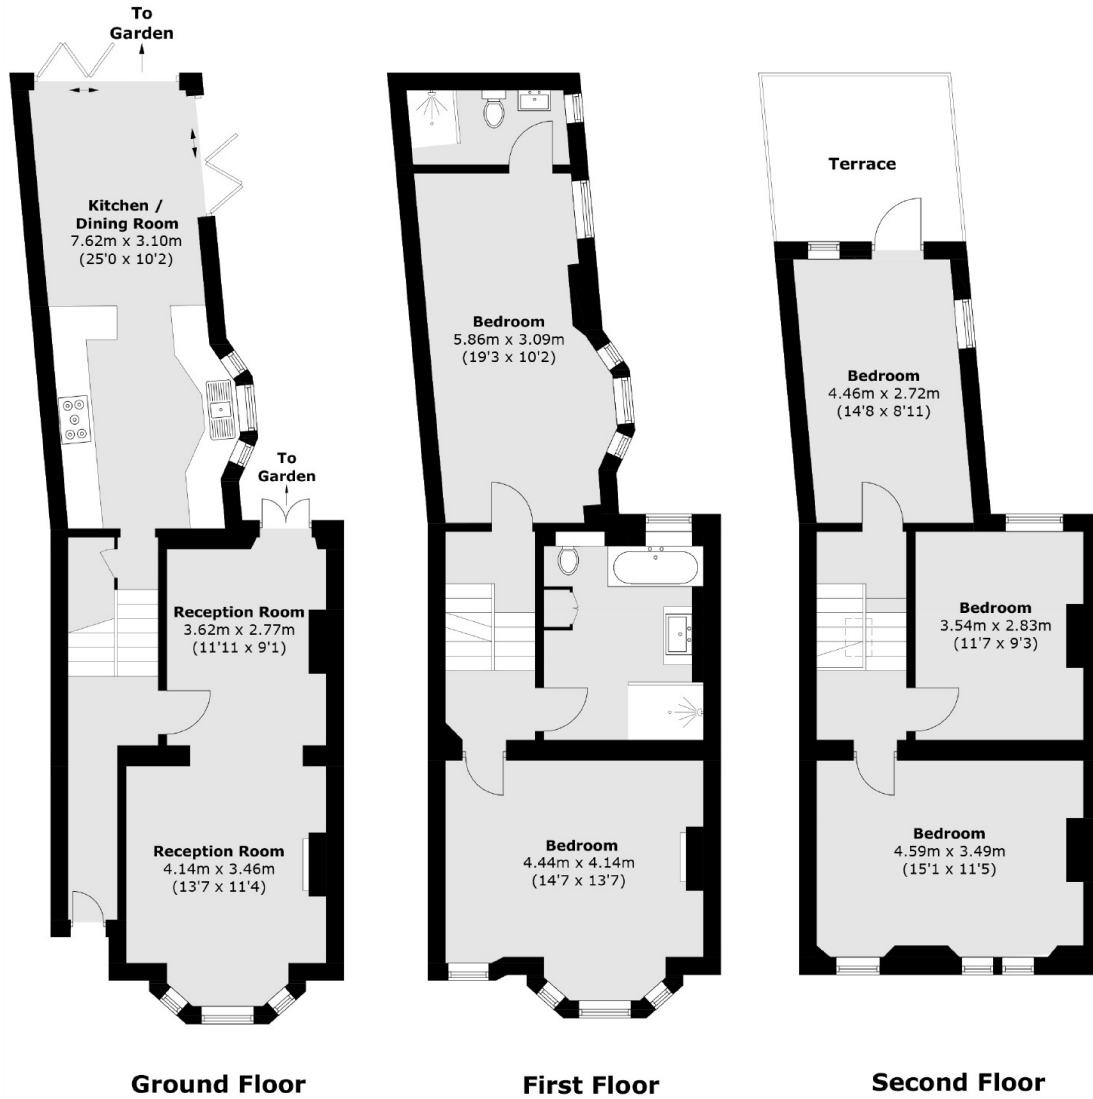 To
Garden
Kitchen /
Dining Room
7.62m x 3.10m
(25'0 x 10'2)
To
Garden
Reception Room
3.62m x 2.77m
(11'11 x 9'1)
Reception Room
4.14m x 3.46m
(13'7 x 11'4)
Ground Floor
Bedroom
5.86m x 3.09m
(19'3 x 10'2)
Bedroom
4.44m x 4.14m
(14'7 x 13'7)
First Floor
Terrace
Bedroom
4.46m x 2.72m
(14'8 x 8'11)
Bedroom
3.54m x 2.83m
(11'7 x 9'3)
Bedroom
4.59m x 3.49m
(15'1 x 11'5)
Second Floor